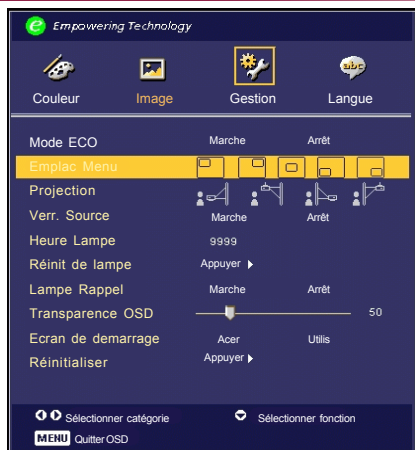 e Empowering Technology
abc
Couleur Image Gestion Langue
Mode ECO Marche Arrêt
Emplac Menu
Projection
Verr. Source Marche Arrêt
Heure Lampe 9999
Réinit de lampe Appuyer
Lampe Rappel Marche Arrêt
Transparence OSD 50
Ecran de demarrage Acer Utilis
Réinitialiser Appuyer
Sélectionner catégorie Sélectionner fonction
MENU Quitter OSD